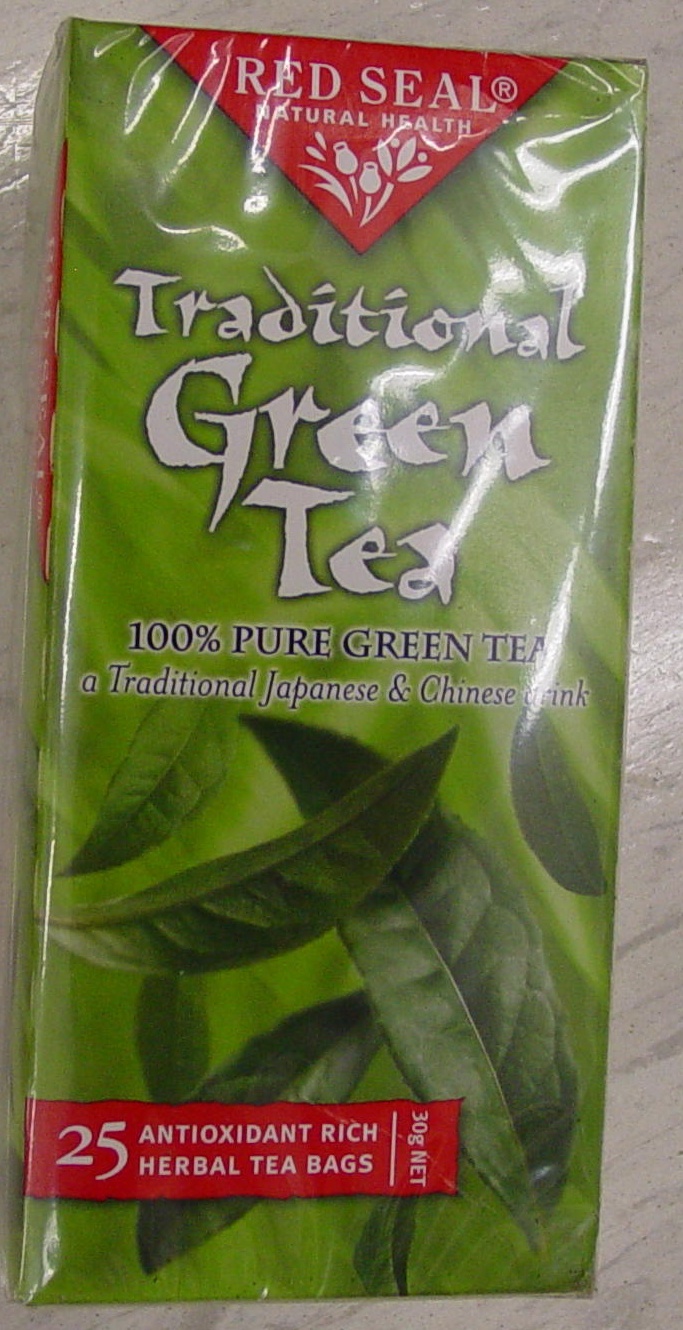 RED SEAL®
NATURAL HEALTH
Traditional
Green
Tea
100% PURE GREEN TEA
a Traditional Japanese & Chinese drink
25 ANTIOXIDANT RICH
HERBAL TEA BAGS
30g NET